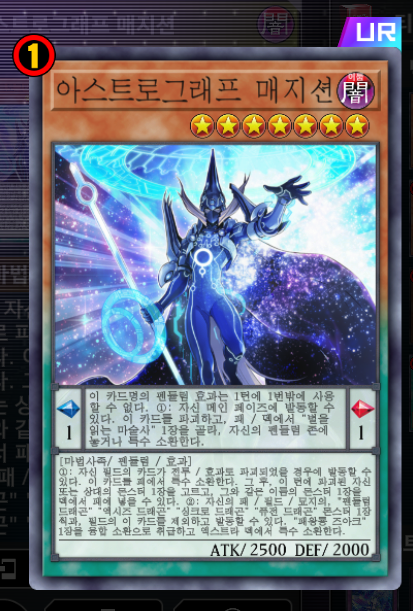 UR
1
아스트로그래프 매지션
어둠
闇
이 카드명의 펜듈럼 효과는 1턴에 1번밖에 사용
할 수 없다. ①: 자신 메인 페이즈에 발동할 수
있다. 이 카드를 파괴하고, 패 / 덱에서 "별을
읽는 마술사" 1장을 골라, 자신의 펜듈럼 존에
놓거나 특수 소환한다.
1
1
[마법사족 / 펜듈럼 / 효과]
①: 자신 필드의 카드가 전투 / 효과로 파괴되었을 경우에 발동할 수
있다. 이 카드를 패에서 특수 소환한다. 그 후, 이 턴에 파괴된 자신
또는 상대의 몬스터 1장을 고르고, 그와 같은 이름의 몬스터 1장을
덱에서 패에 넣을 수 있다. ②: 자신의 패 / 필드 / 묘지의, "펜듈럼
드래곤" "엑시즈 드래곤" "싱크로 드래곤" "퓨전 드래곤" 몬스터 1장
씩과, 필드의 이 카드를 제외하고 발동할 수 있다. "패왕룡 즈아크"
1장을 융합 소환으로 취급하고 엑스트라 덱에서 특수 소환한다.
ATK/ 2500 DEF/ 2000